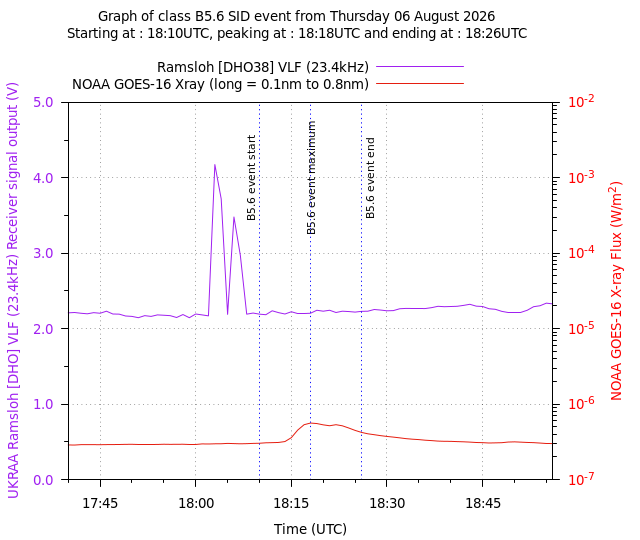 Graph of class B5.6 SID event from Thursday 06 August 2026
Starting at : 18:10UTC, peaking at : 18:18UTC and ending at : 18:26UTC
Ramsloh [DHO38] VLF (23.4kHz)
NOAA GOES-16 Xray (long = 0.1nm to 0.8nm)
UKRAA Ramsloh [DHO] VLF (23.4kHz) Receiver signal output (V)
5.0
4.0
3.0
2.0
1.0
0.0
B5.6 event start
B5.6 event maximum
B5.6 event end
10-2
10-3
10-4
10-5
10-6
10-7
NOAA GOES-16 X-ray Flux (W/m2)
17:45 18:00 18:15 18:30 18:45
Time (UTC)